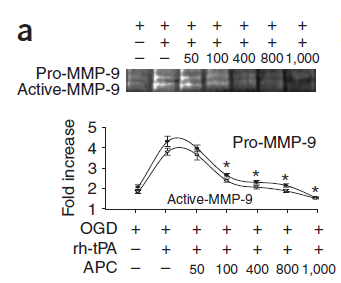 a
+ + + + + + +
− + + + + + +
50 100 400 800 1,000
Pro-MMP-9
Active-MMP-9
5
4
3
2
1
Fold increase
Pro-MMP-9
* * * *
Active-MMP-9
OGD + + + + + + +
rh-tPA − + + + + + +
APC − − 50 100 400 800 1,000